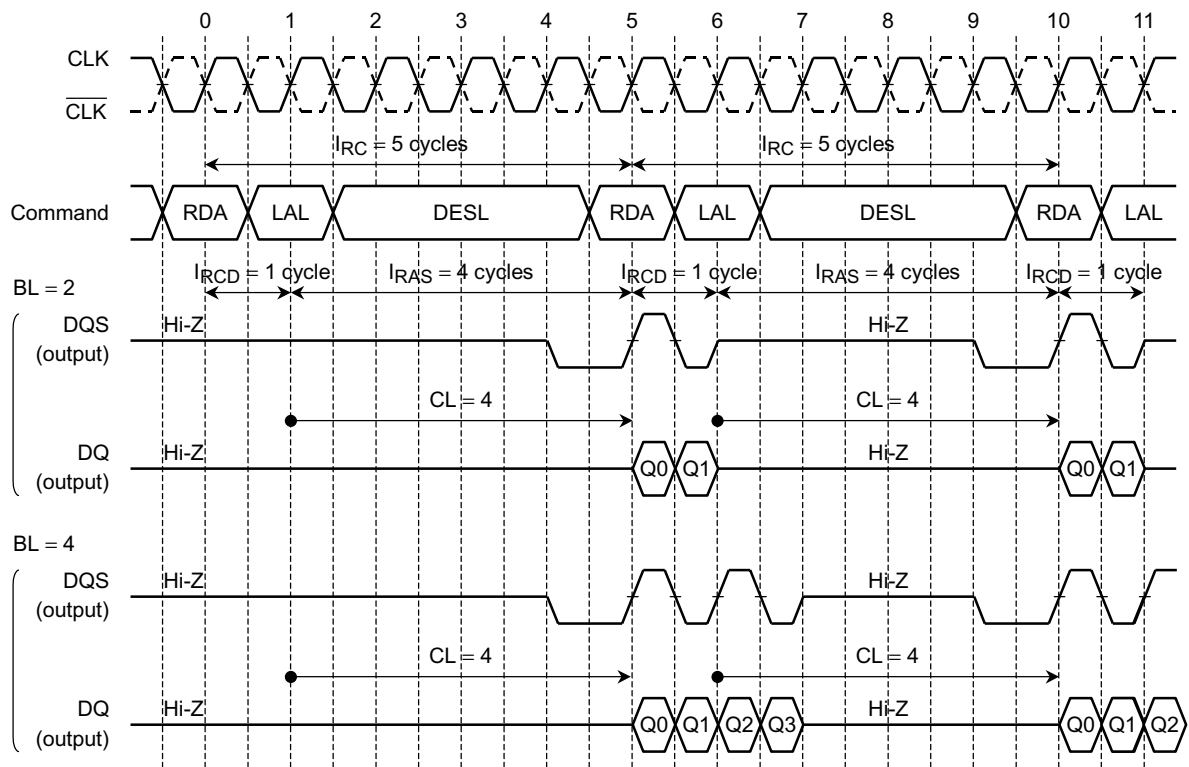 0 1 2 3 4 5 6 7 8 9 10 11
CLK
CLK
IRC = 5 cycles IRC = 5 cycles
Command RDA LAL DESL RDA LAL DESL RDA LAL
IRCD = 1 cycle IRAS = 4 cycles IRCD = 1 cycle IRAS = 4 cycles IRCD = 1 cycle
BL = 2
DQS Hi-Z Hi-Z
(output)
CL = 4 CL = 4
DQ Hi-Z Q0 Q1 Hi-Z Q0 Q1
(output)
BL = 4
DQS Hi-Z Hi-Z
(output)
CL = 4 CL = 4
DQ Hi-Z Q0 Q1 Q2 Q3 Hi-Z Q0 Q1 Q2
(output)